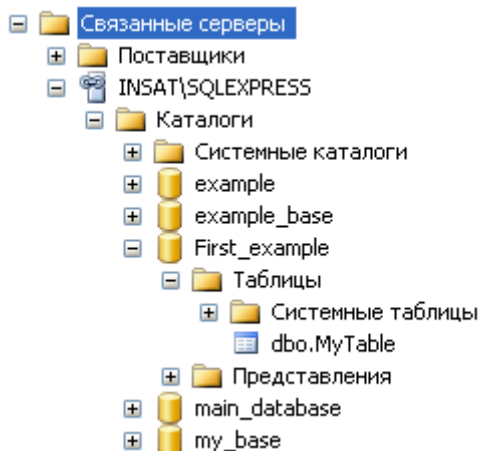 Связанные серверы
Поставщики
INSAT\SQLEXPRESS
Каталоги
Системные каталоги
example
example_base
First_example
Таблицы
Системные таблицы
dbo.MyTable
Представления
main_database
my_base